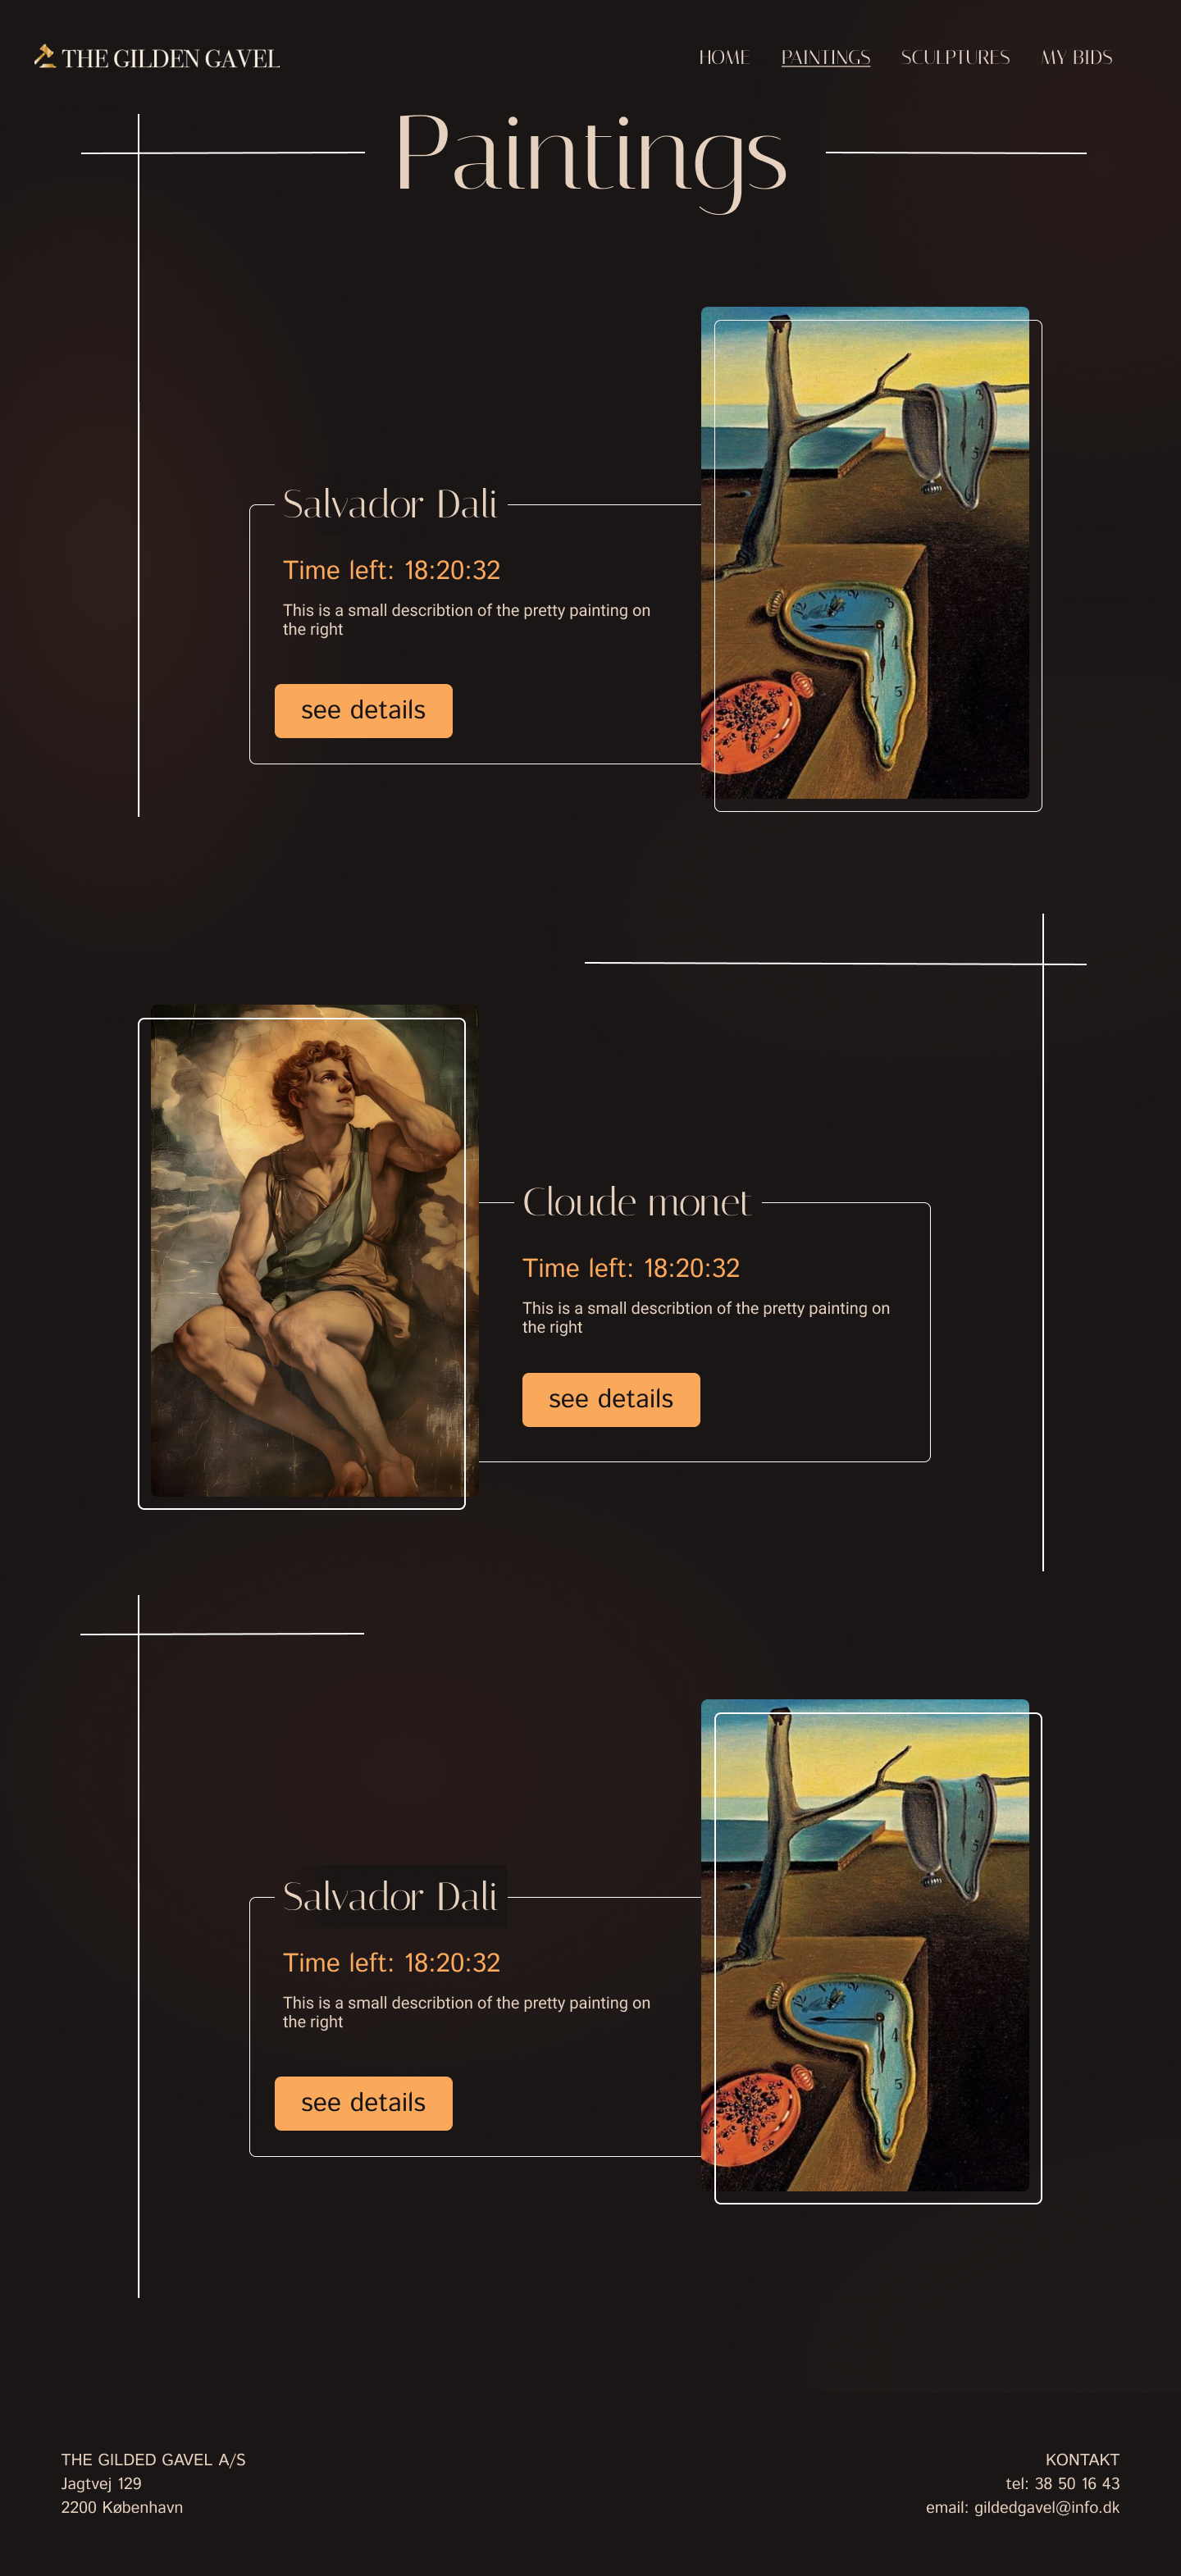 THE GILDEN GAVEL
HOME PAINTINGS SCULPTURES MY BIDS
Paintings
Salvador Dali
Time left: 18:20:32
This is a small describtion of the pretty painting on
the right
see details
Cloude monet
Time left: 18:20:32
This is a small describtion of the pretty painting on
the right
see details
Salvador Dali
Time left: 18:20:32
This is a small describtion of the pretty painting on
the right
see details
THE GILDED GAVEL A/S
Jagtvej 129
2200 København
KONTAKT
tel: 38 50 16 43
email: gildedgavel@info.dk